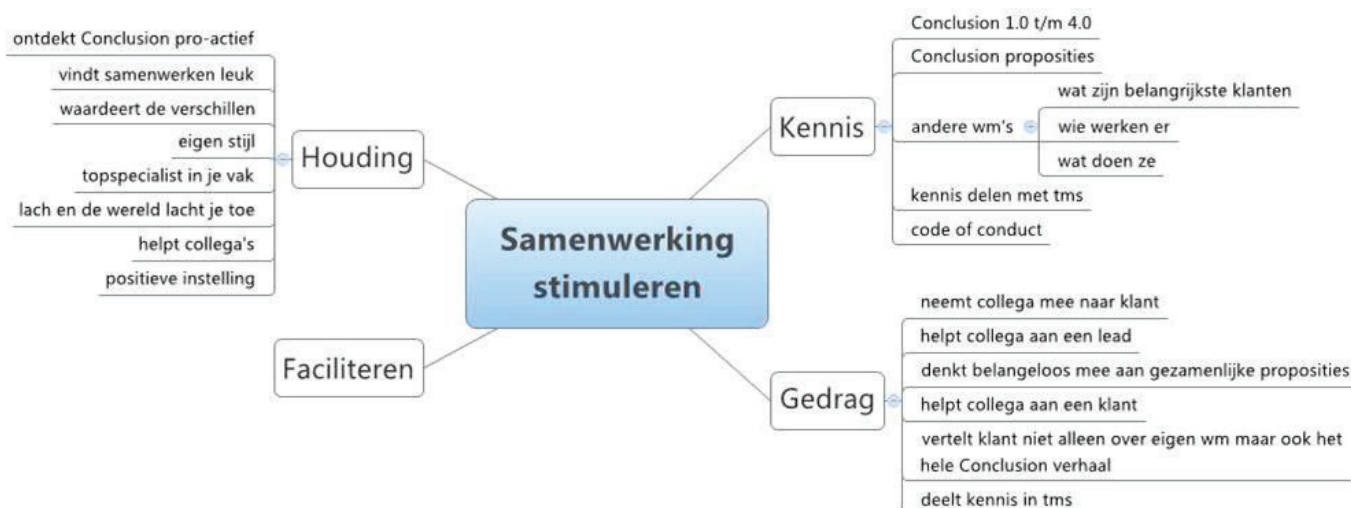 ontdekt Conclusion pro-actief
vindt samenwerken leuk
waardeert de verschillen
eigen stijl
topspecialist in je vak
lach en de wereld lacht je toe
helpt collega's
positieve instelling
Houding
Faciliteren
Samenwerking
stimuleren
Kennis
Conclusion 1.0 t/m 4.0
Conclusion proposities
andere wm's
wat zijn belangrijkste klanten
wie werken er
wat doen ze
kennis delen met tms
code of conduct
Gedrag
neemt collega mee naar klant
helpt collega aan een lead
denkt belangeloos mee aan gezamenlijke proposities
helpt collega aan een klant
vertelt klant niet alleen over eigen wm maar ook het
hele Conclusion verhaal
deelt kennis in tms